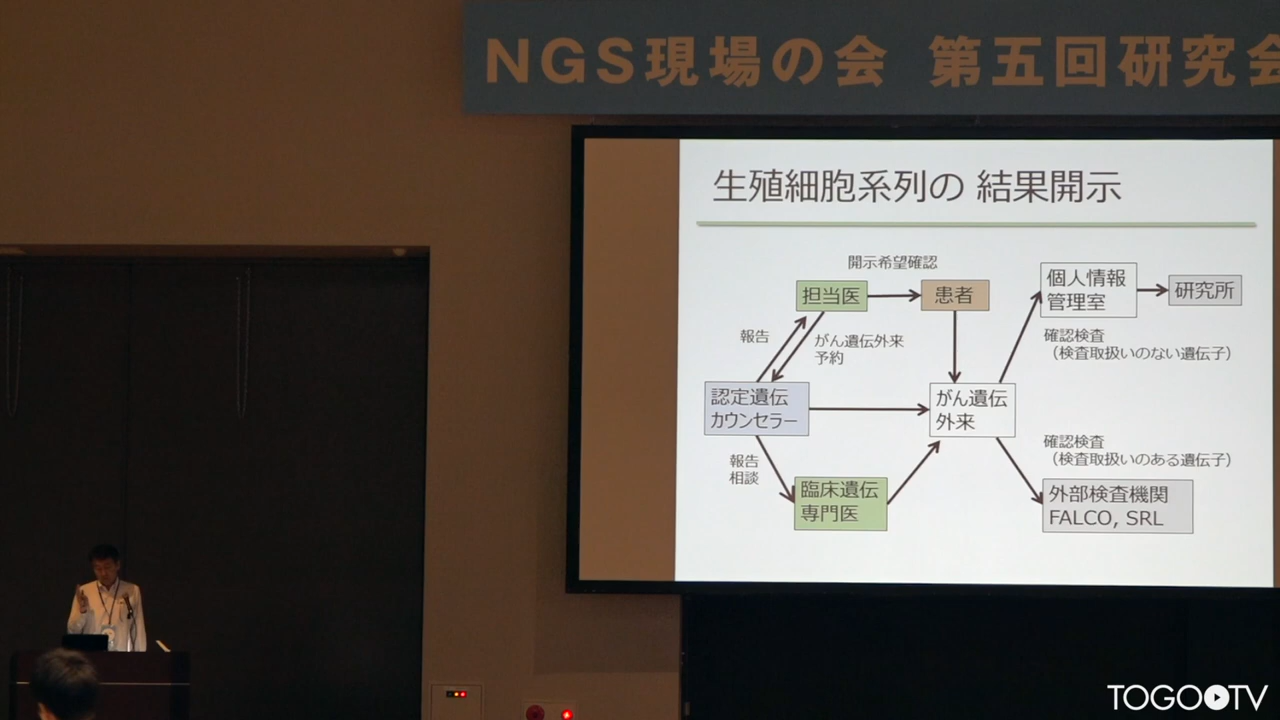 NGS現場の会 第五回研究会
生殖細胞系列の 結果開示
開示希望確認
担当医
患者
個人情報
管理室
研究所
報告
がん遺伝外来
予約
確認検査
(検査取扱いのない遺伝子)
認定遺伝
カウンセラー
がん遺伝
外来
報告
相談
確認検査
(検査取扱いのある遺伝子)
臨床遺伝
専門医
外部検査機関
FALCO, SRL
TOGOTV